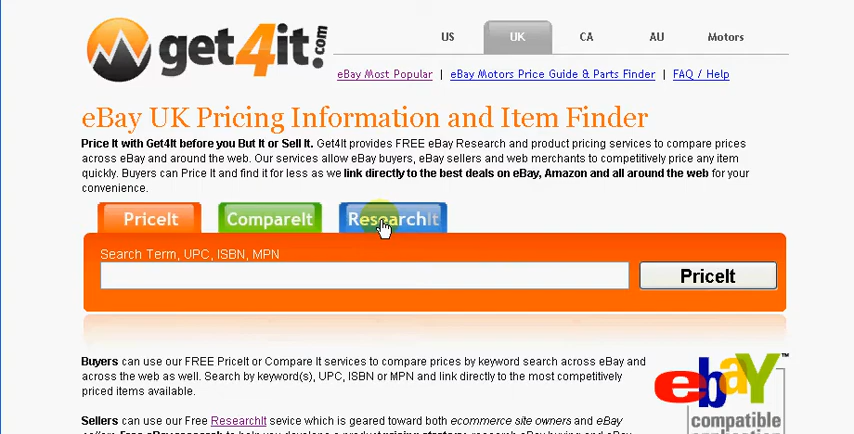 get4it!.com
US UK CA AU Motors
eBay Most Popular | eBay Motors Price Guide & Parts Finder | FAQ / Help
eBay UK Pricing Information and Item Finder
Price It with Get4It before you But It or Sell It. Get4It provides FREE eBay Research and product pricing services to compare prices
across eBay and around the web. Our services allow eBay buyers, eBay sellers and web merchants to competitively price any item
quickly. Buyers can Price It and find it for less as we link directly to the best deals on eBay, Amazon and all around the web for your
convenience.
PriceIt CompareIt ResearchIt
Search Term, UPC, ISBN, MPN
PriceIt
Buyers can use our FREE PriceIt or Compare It services to compare prices by keyword search across eBay and
across the web as well. Search by keyword(s), UPC, ISBN or MPN and link directly to the most competitively
priced items available.
ebay™
compatible
Sellers can use our Free ResearchIt sevice which is geared toward both ecommerce site owners and eBay